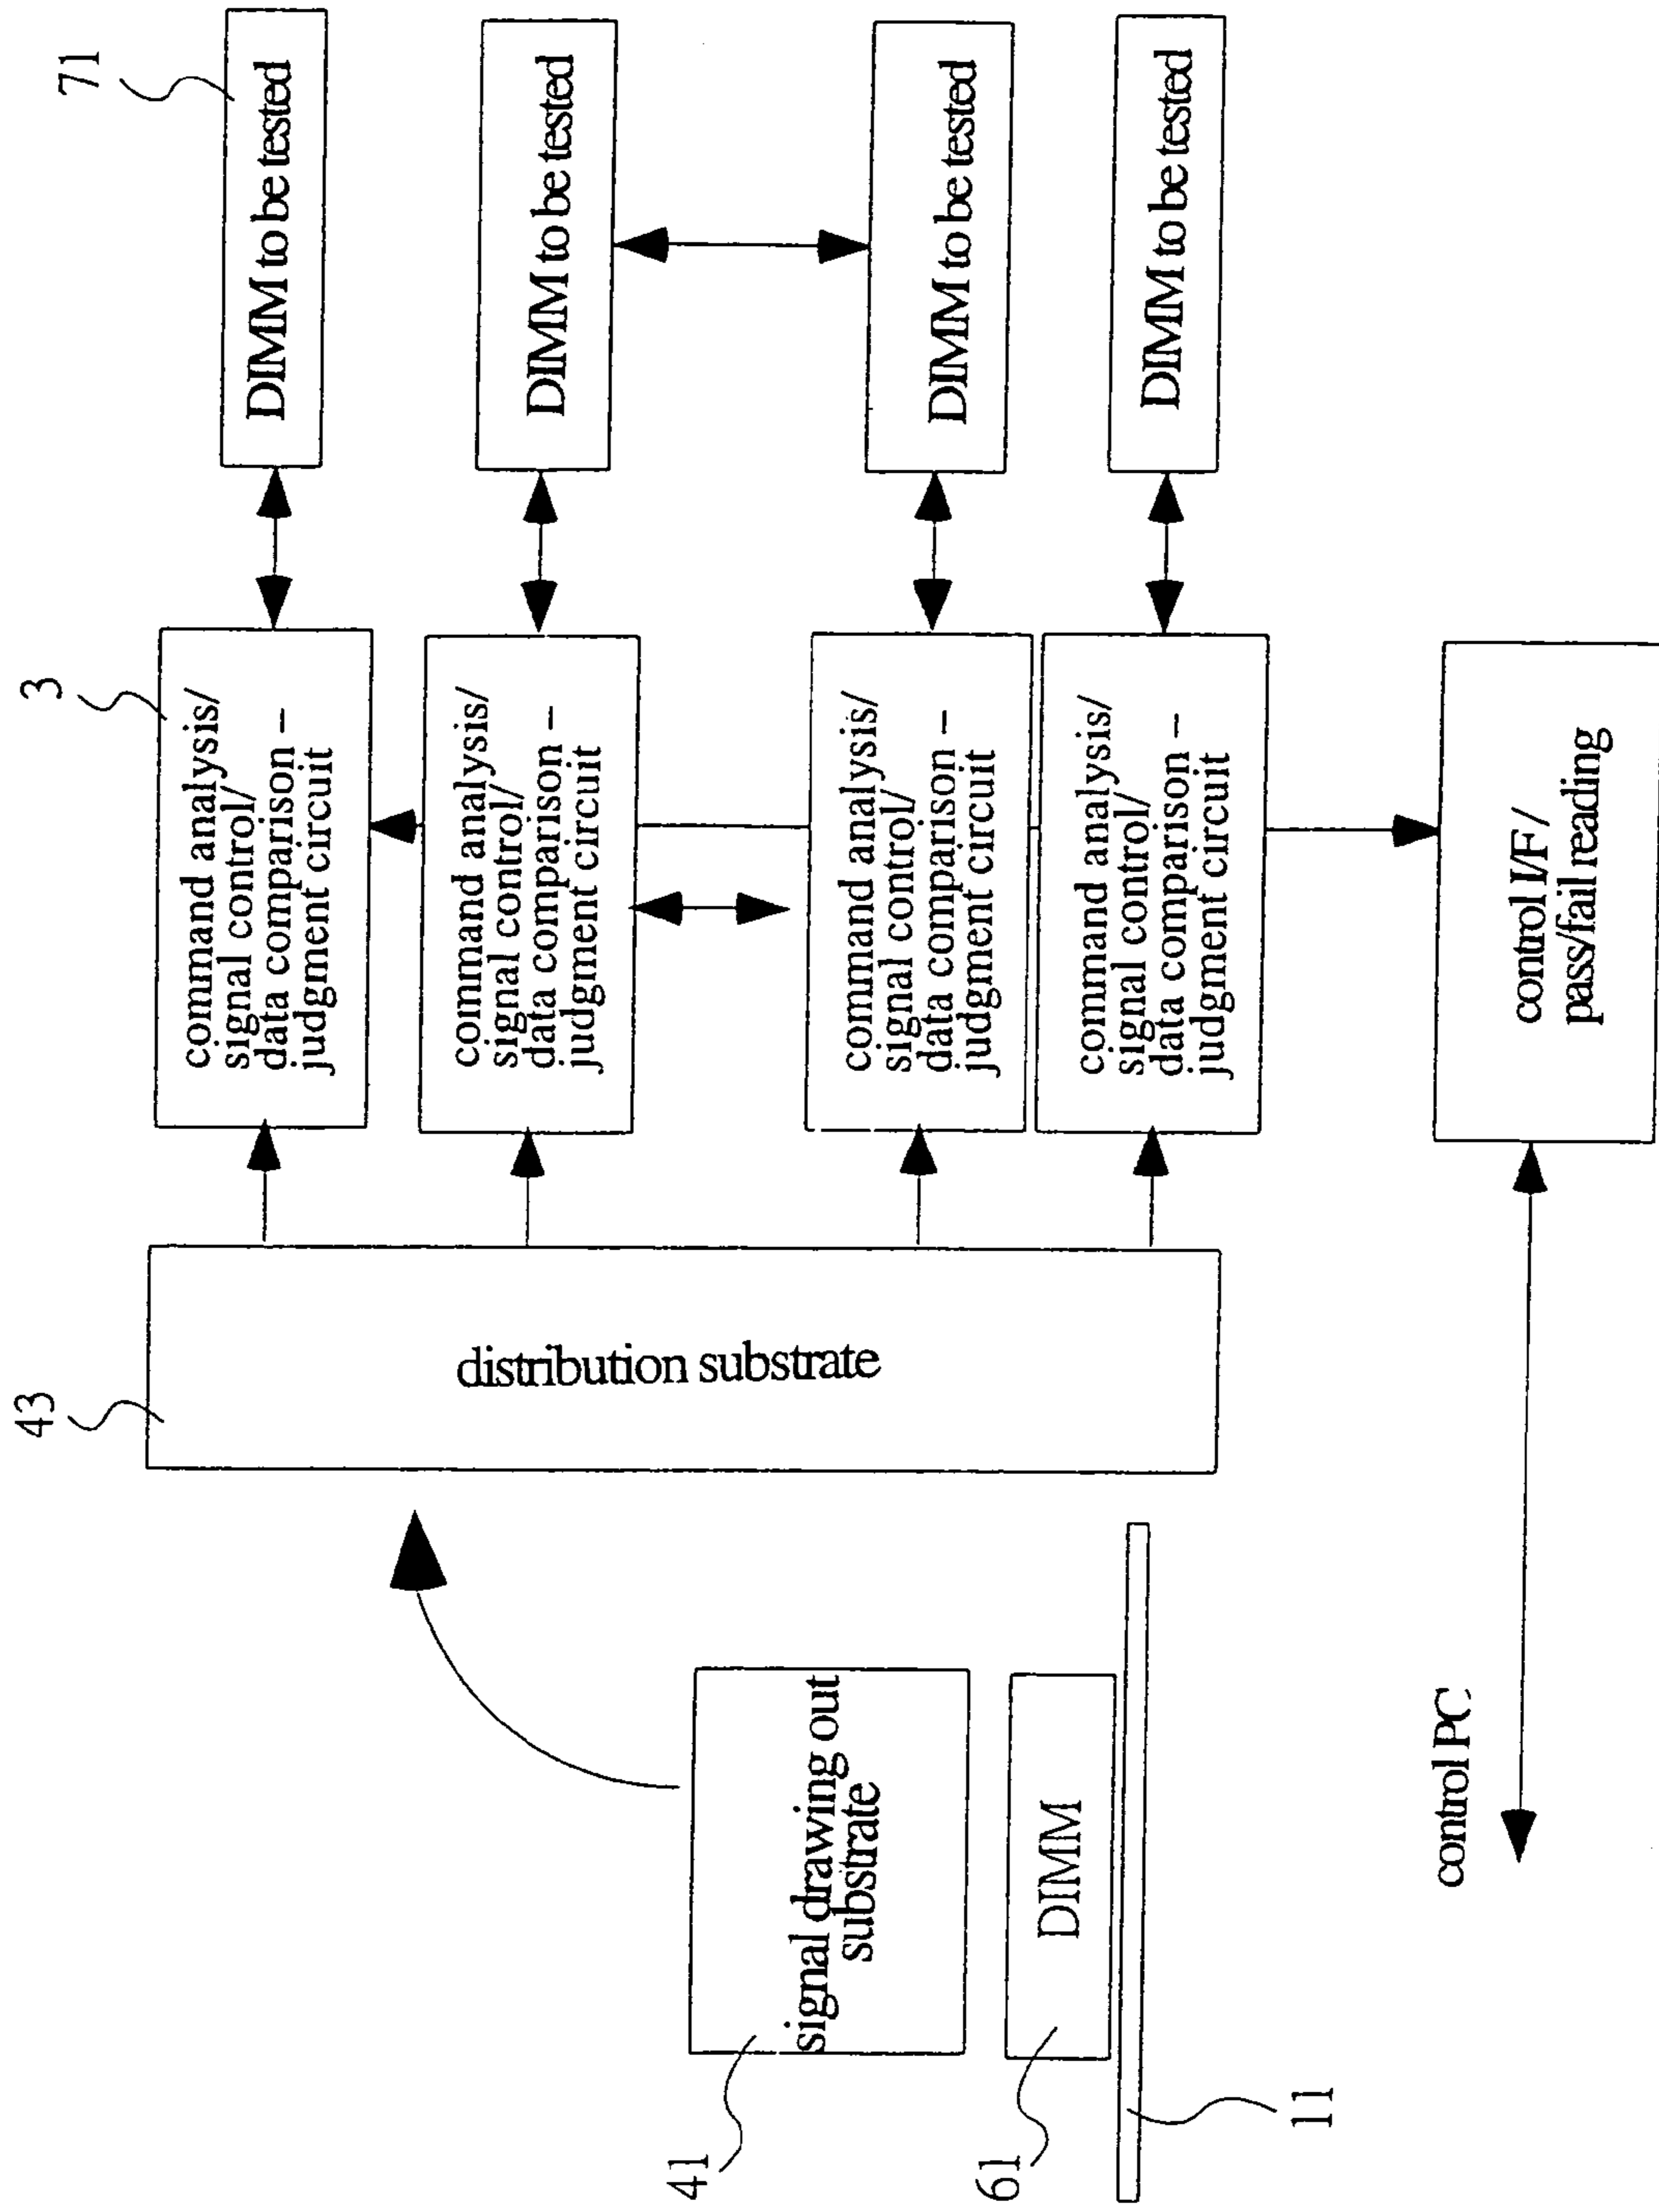 43
3
71
command analysis/
signal control/
data comparison –
judgment circuit
DIMM to be tested
command analysis/
signal control/
data comparison –
judgment circuit
DIMM to be tested
distribution substrate
41
signal drawing out
substrate
command analysis/
signal control/
data comparison –
judgment circuit
DIMM to be tested
61
DIMM
command analysis/
signal control/
data comparison –
judgment circuit
DIMM to be tested
11
control PC
control I/F/
pass/fail reading